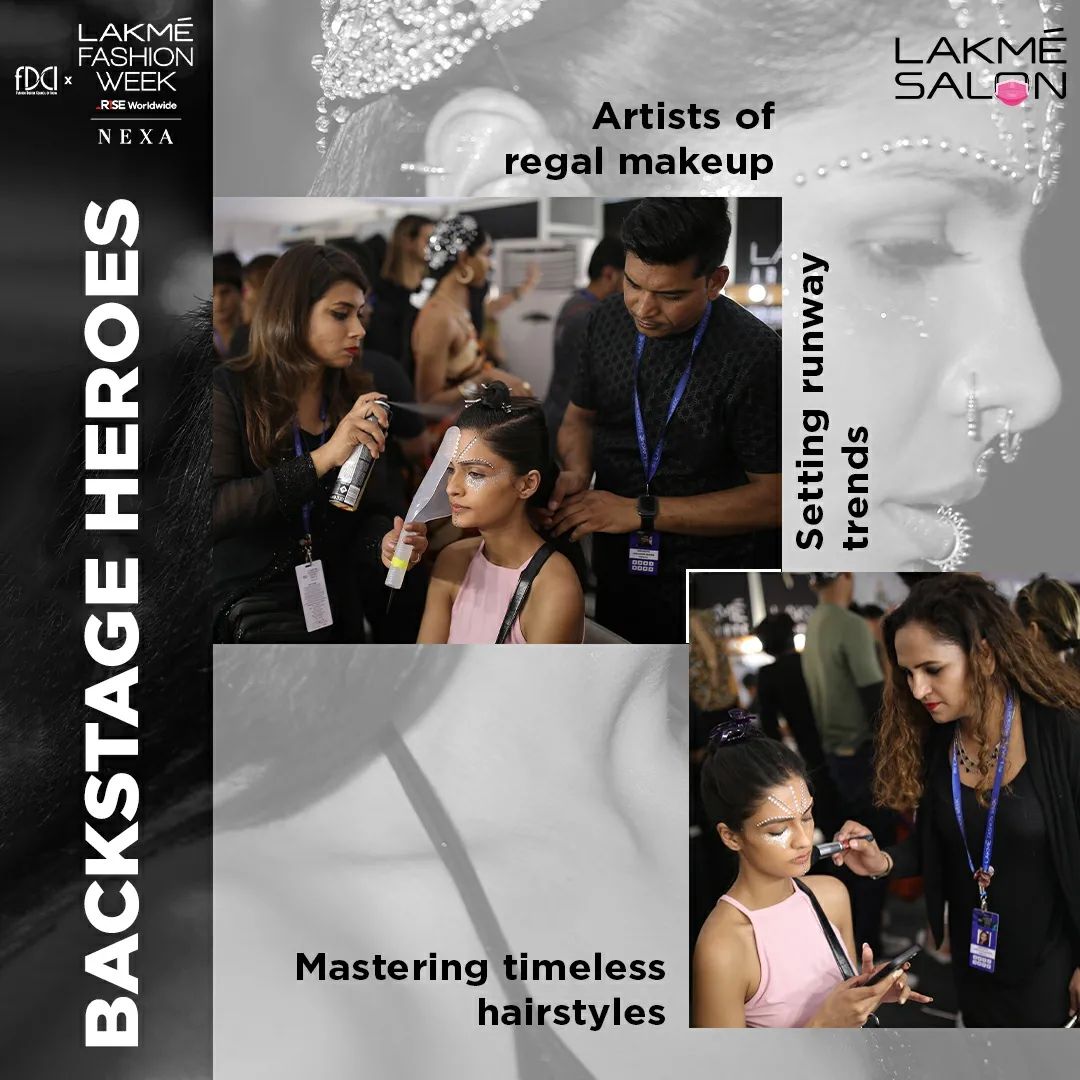 LAKMÉ
FASHION
WEEK
fDCI x
RISE Worldwide
NEXA
LAKMĒ
SALON
BACKSTAGE HEROES
Artists of
regal makeup
Setting runway
trends
Mastering timeless
hairstyles